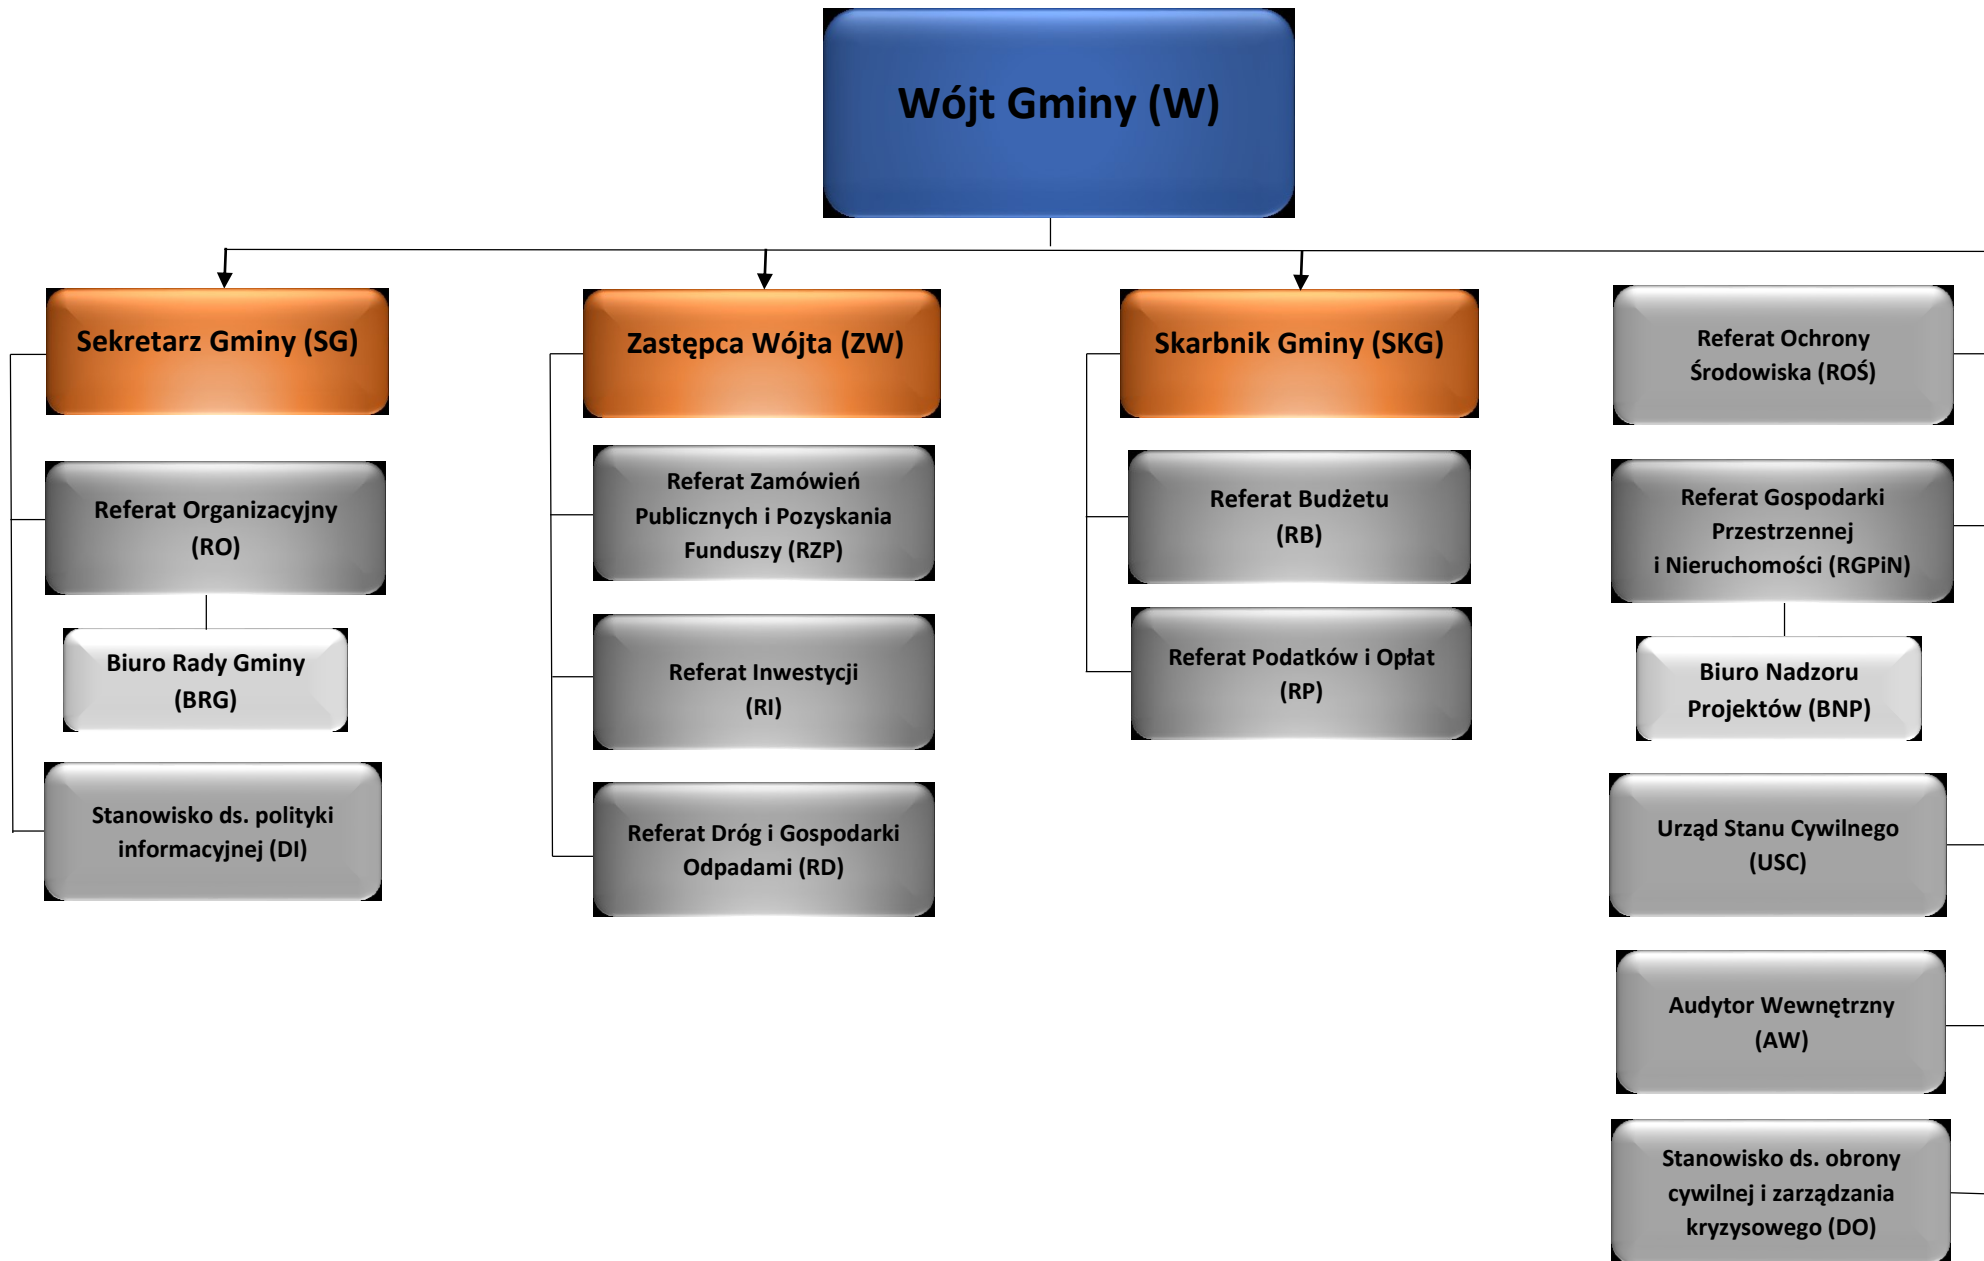 Wójt Gminy (W)
Sekretarz Gminy (SG)
Referat Organizacyjny
(RO)
Biuro Rady Gminy
(BRG)
Stanowisko ds. polityki
informacyjnej (DI)
Zastępca Wójta (ZW)
Referat Zamówień
Publicznych i Pozyskania
Funduszy (RZP)
Referat Inwestycji
(RI)
Referat Dróg i Gospodarki
Odpadami (RD)
Skarbnik Gminy (SKG)
Referat Budżetu
(RB)
Referat Podatków i Opłat
(RP)
Referat Ochrony
Środowiska (ROŚ)
Referat Gospodarki
Przestrzennej
i Nieruchomości (RGPiN)
Biuro Nadzoru
Projektów (BNP)
Urząd Stanu Cywilnego
(USC)
Audytor Wewnętrzny
(AW)
Stanowisko ds. obrony
cywilnej i zarządzania
kryzysowego (DO)